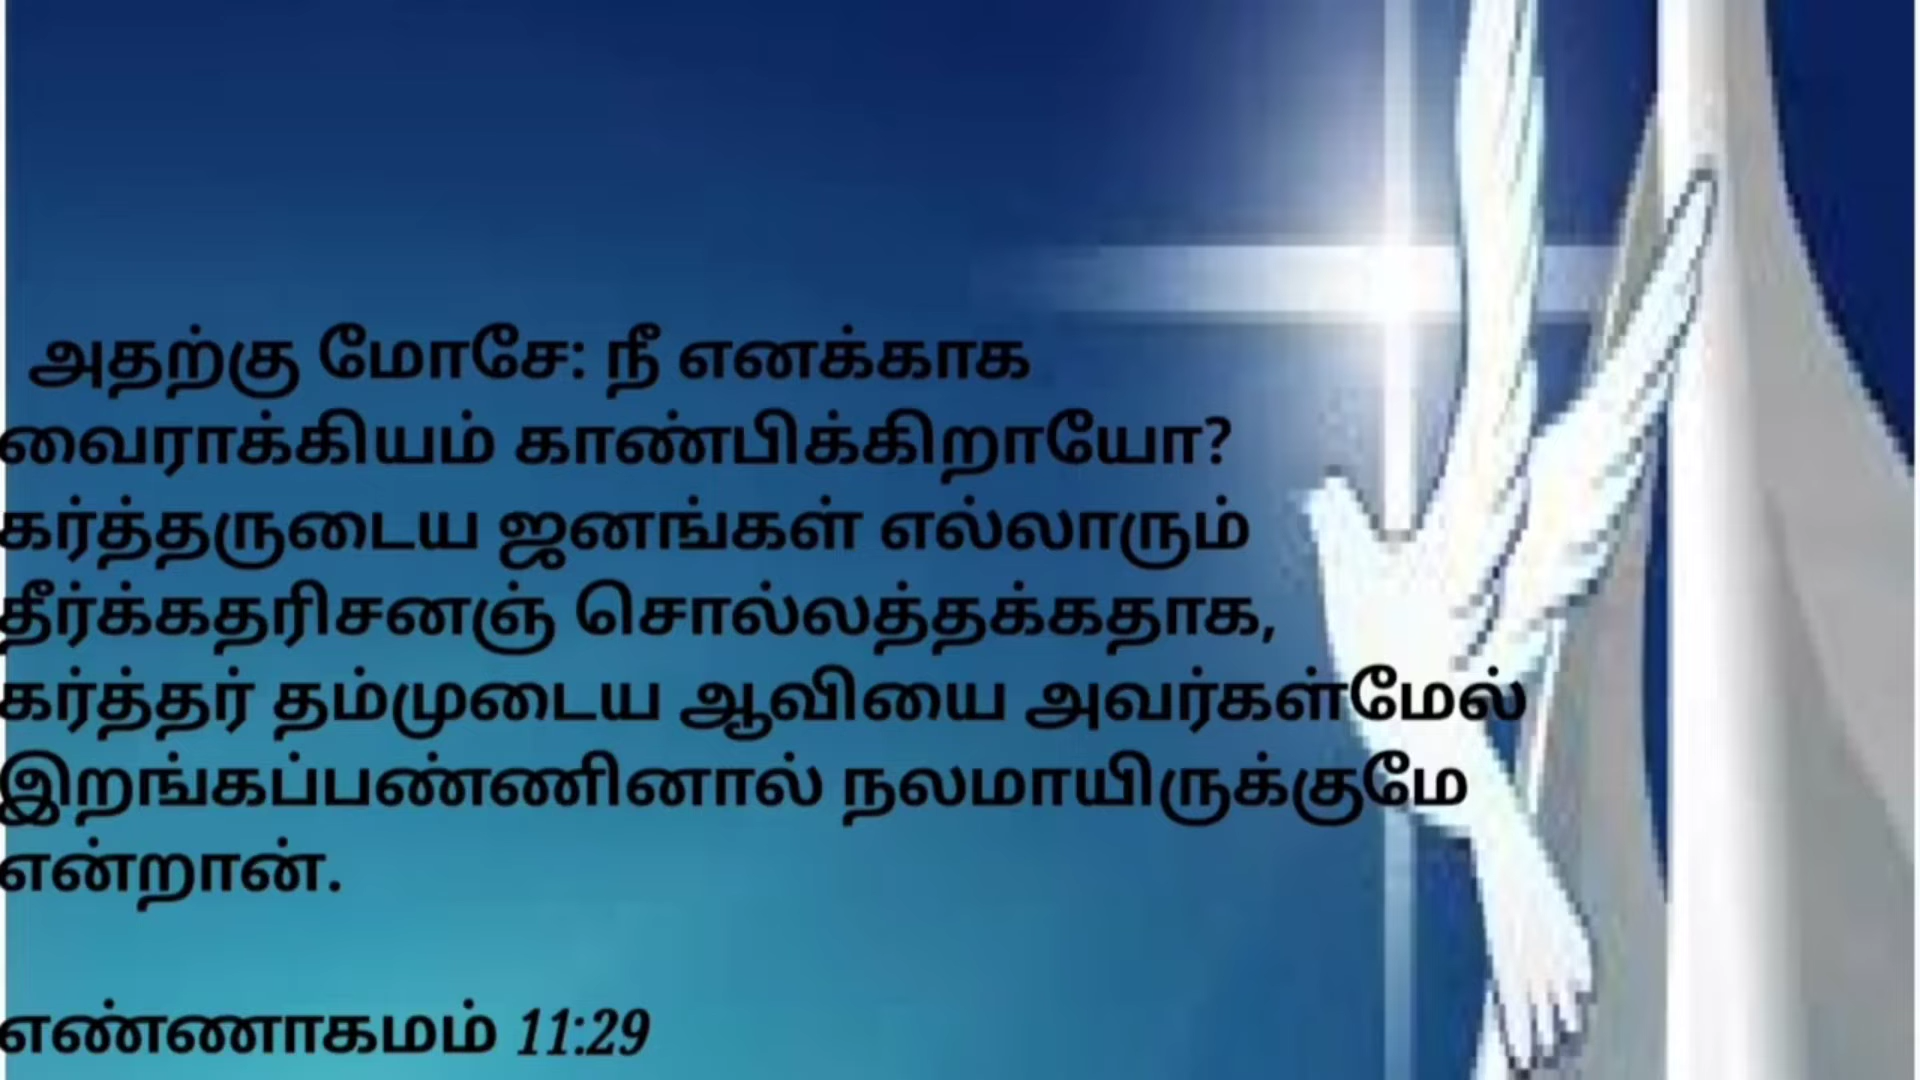 அதற்கு மோசே: நீ எனக்காக
வைராக்கியம் காண்பிக்கிறாயோ?
கர்த்தருடைய ஜனங்கள் எல்லாரும்
தீர்க்கதரிசனஞ் சொல்லத்தக்கதாக,
கர்த்தர் தம்முடைய ஆவியை அவர்கள்மேல்
இறங்கப்பண்ணினால் நலமாயிருக்குமே
என்றான்.
எண்ணாகமம் 11:29